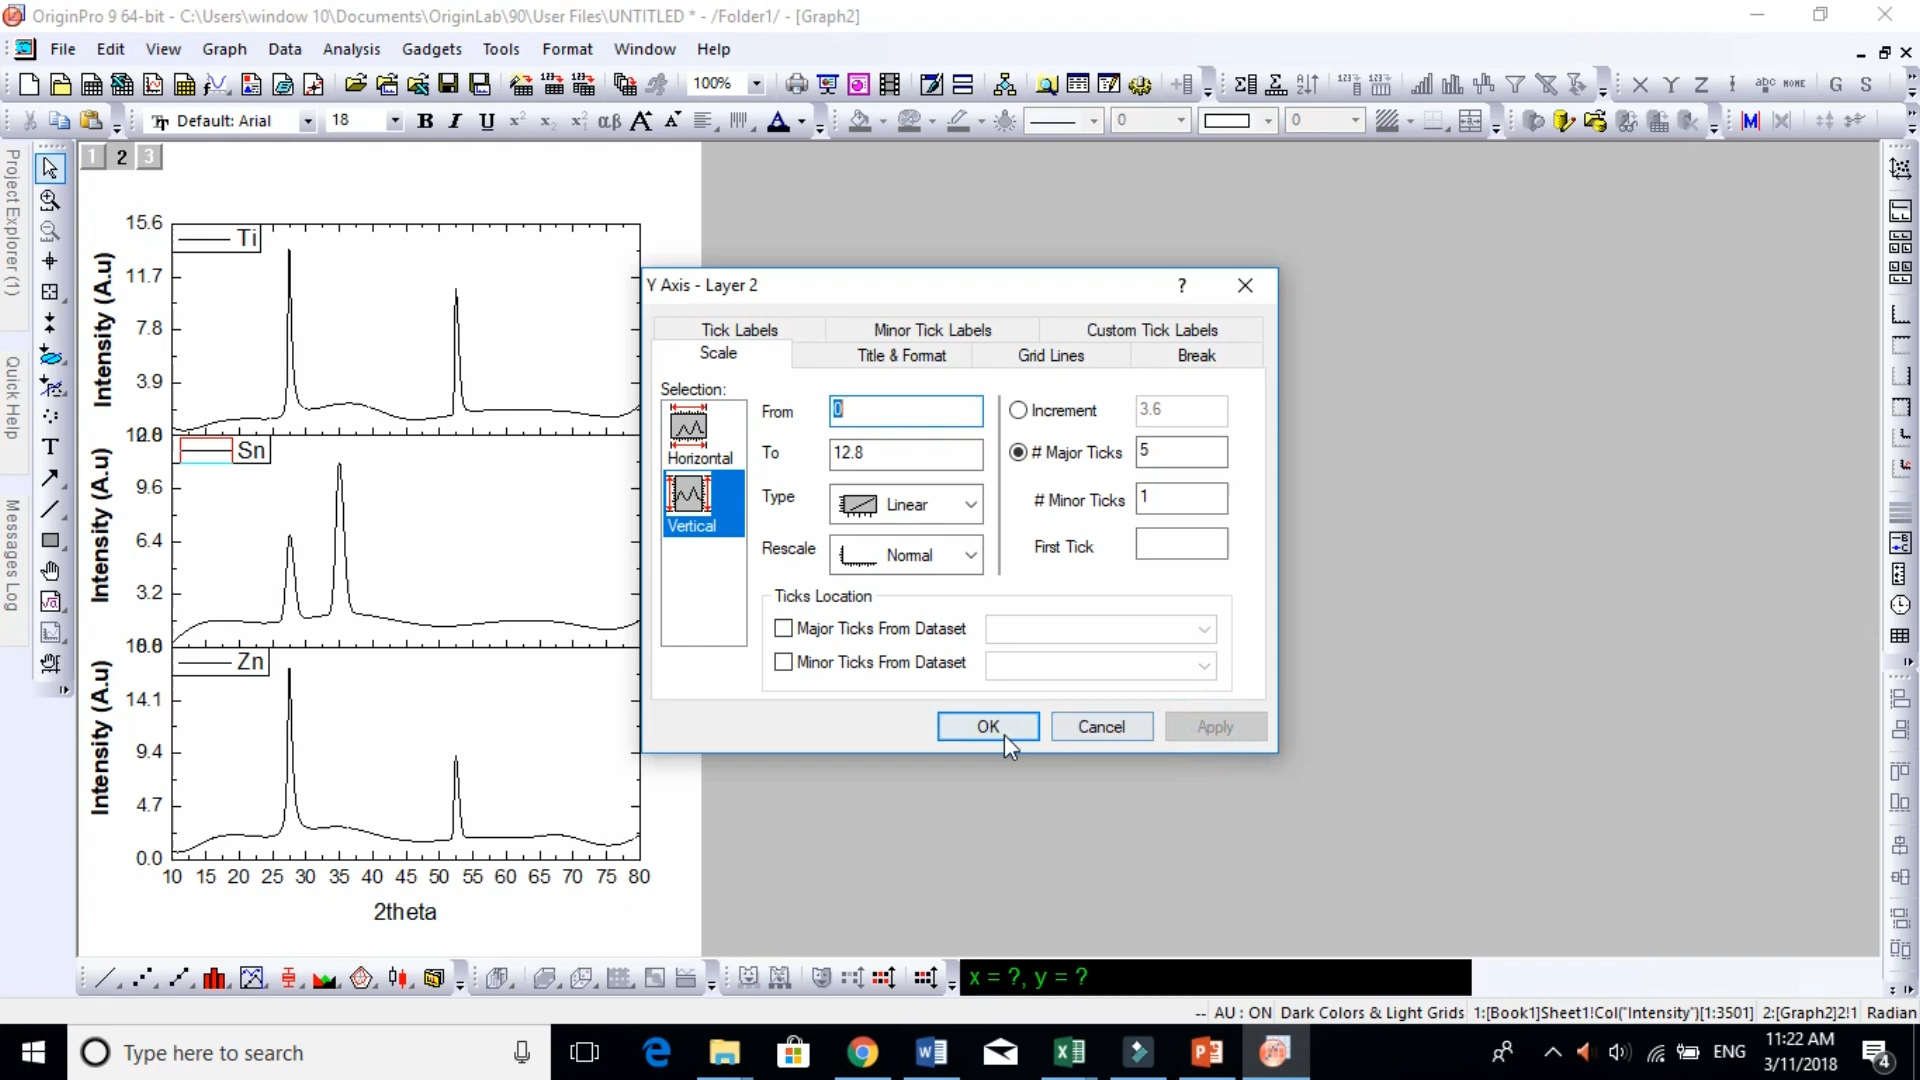 OriginPro 9 64-bit - C:\Users\window 10\Documents\OriginLab\90\User Files\UNTITLED * - /Folder1/ - [Graph2]
File Edit View Graph Data Analysis Gadgets Tools Format Window Help
100%
X Y Z abc HOME G S
Default: Arial 18 B I U αβ A 0 0
Project Explorer (1)
Quick Help
Messages Log
1 2 3
15.6
11.7
7.8
3.9
Intensity (A.u)
Ti
9.6
6.4
3.2
Intensity (A.u)
Sn
14.1
9.4
4.7
0.0
Intensity (A.u)
Zn
10 15 20 25 30 35 40 45 50 55 60 65 70 75 80
2theta
Y Axis - Layer 2 ?
Tick Labels Minor Tick Labels Custom Tick Labels
Scale Title & Format Grid Lines Break
Selection:
Horizontal
Vertical
From 0
To 12.8
Type Linear
Rescale Normal
Increment 3.6
# Major Ticks 5
# Minor Ticks 1
First Tick
Ticks Location
Major Ticks From Dataset
Minor Ticks From Dataset
OK Cancel Apply
x = ?, y = ?
-- AU : ON Dark Colors & Light Grids 1:[Book1]Sheet1!Col("Intensity")[1:3501] 2:[Graph2]2!1 Radian
Type here to search
ENG
11:22 AM
3/11/2018
4